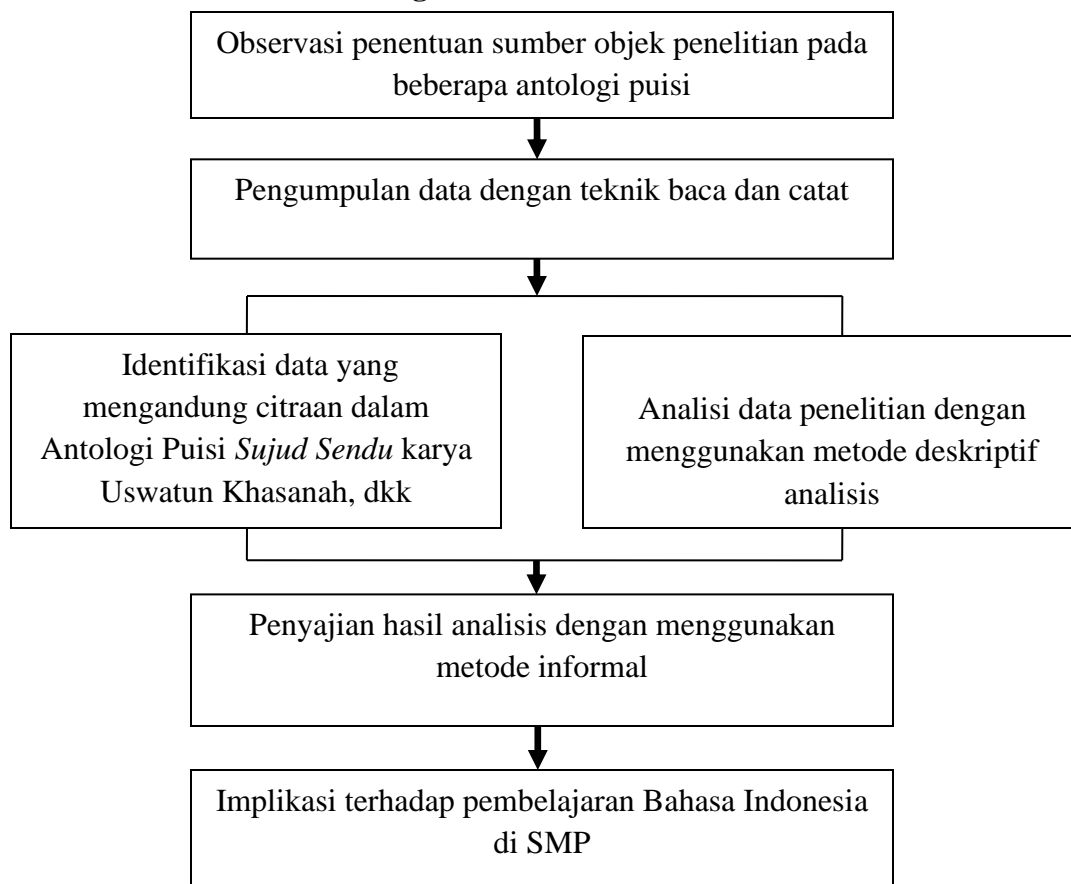 Observasi penentuan sumber objek penelitian pada
beberapa antologi puisi
Pengumpulan data dengan teknik baca dan catat
Identifikasi data yang
mengandung citraan dalam
Antologi Puisi Sujud Sendu karya
Uswatun Khasanah, dkk
Analisi data penelitian dengan
menggunakan metode deskriptif
analisis
Penyajian hasil analisis dengan menggunakan
metode informal
Implikasi terhadap pembelajaran Bahasa Indonesia
di SMP